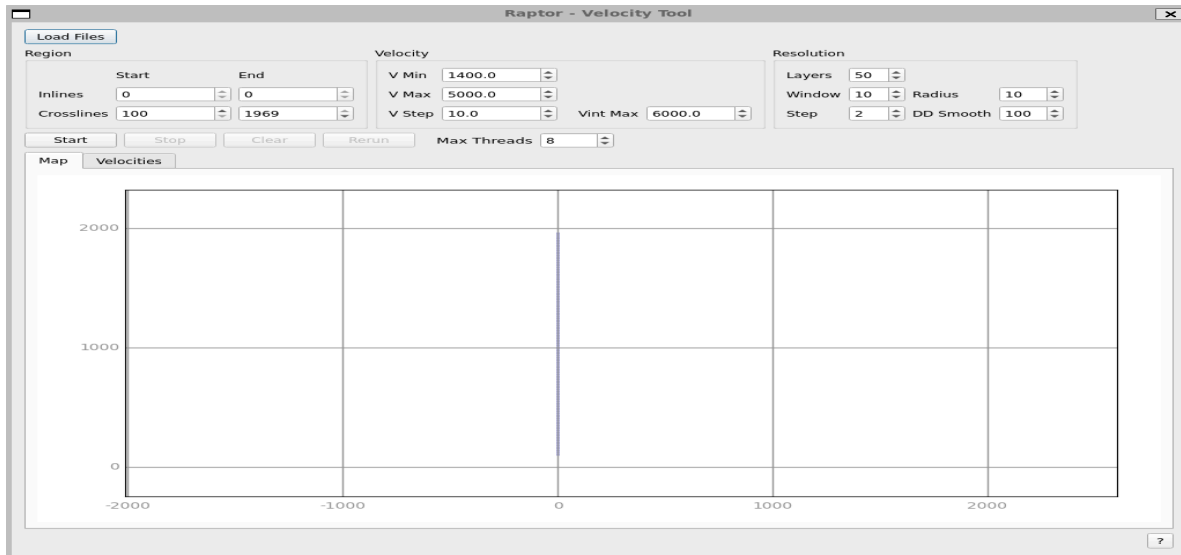 Raptor - Velocity Tool
Load Files
Region Velocity Resolution
Start End V Min 1400.0 Layers 50
Inlines 0 0 V Max 5000.0 Window 10 Radius 10
Crosslines 100 1969 V Step 10.0 Vint Max 6000.0 Step 2 DD Smooth 100
Start Stop Clear Rerun Max Threads 8
Map Velocities
2000
1000
0
-2000 -1000 0 1000 2000
?